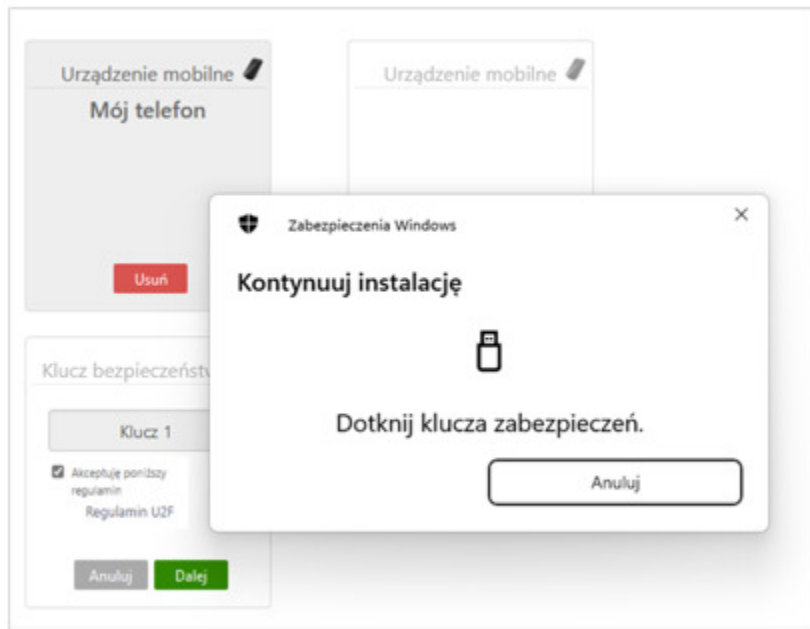 Urządzenie mobilne
Mój telefon
Usuń
Urządzenie mobilne
Zabezpieczenia Windows
Kontynuuj instalację
Dotknij klucza zabezpieczeń.
Anuluj
Klucz
Klucz 1
Akceptuję poniższy
regulamin
Regulamin U2F
Anuluj
Dalej